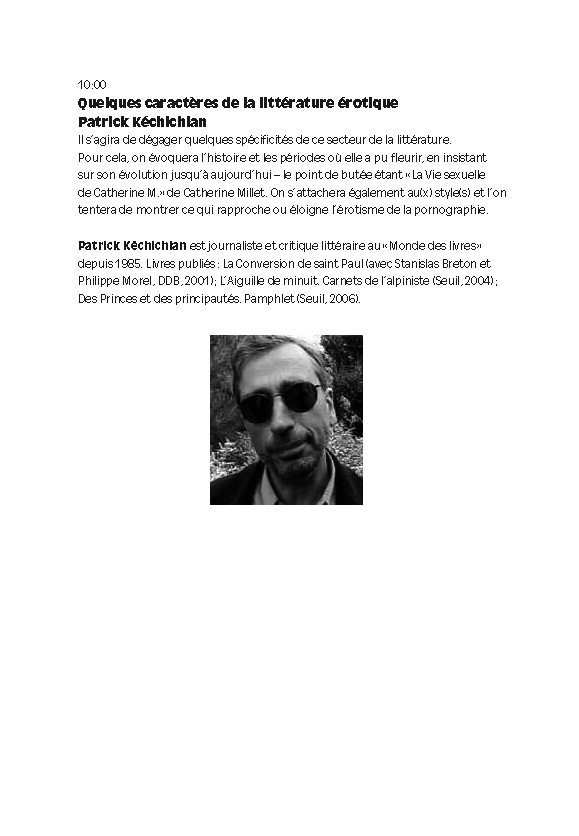 10:00
Quelques caractères de la littérature érotique
Patrick Kéchichian
Il s'agira de dégager quelques spécificités de ce secteur de la littérature.
Pour cela, on évoquera l'histoire et les périodes où elle a pu fleurir, en insistant
sur son évolution jusqu'à aujourd'hui – le point de butée étant «La Vie sexuelle
de Catherine M.» de Catherine Millet. On s'attachera également au(x) style(s) et l'on
tentera de montrer ce qui rapproche ou éloigne l'érotisme de la pornographie.
Patrick Kéchichian est journaliste et critique littéraire au «Monde des livres»
depuis 1985. Livres publiés : La Conversion de saint Paul (avec Stanislas Breton et
Philippe Morel, DDB, 2001) ; L'Aiguille de minuit. Carnets de l'alpiniste (Seuil, 2004) ;
Des Princes et des principautés. Pamphlet (Seuil, 2006).